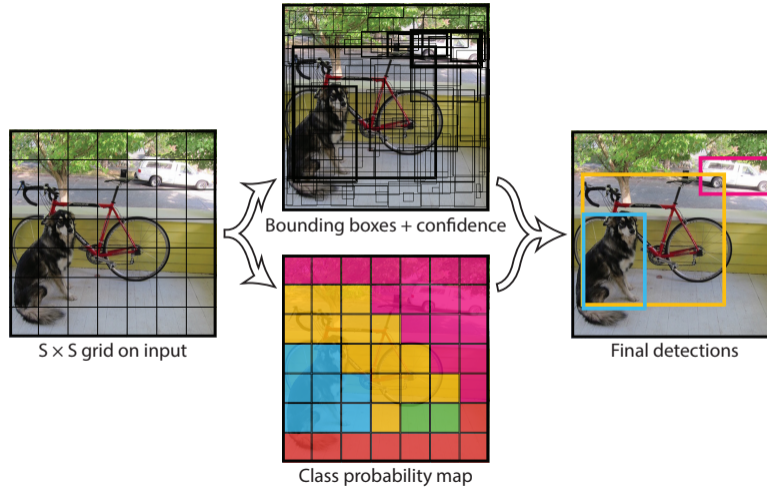 Bounding boxes + confidence
S × S grid on input
Final detections
Class probability map